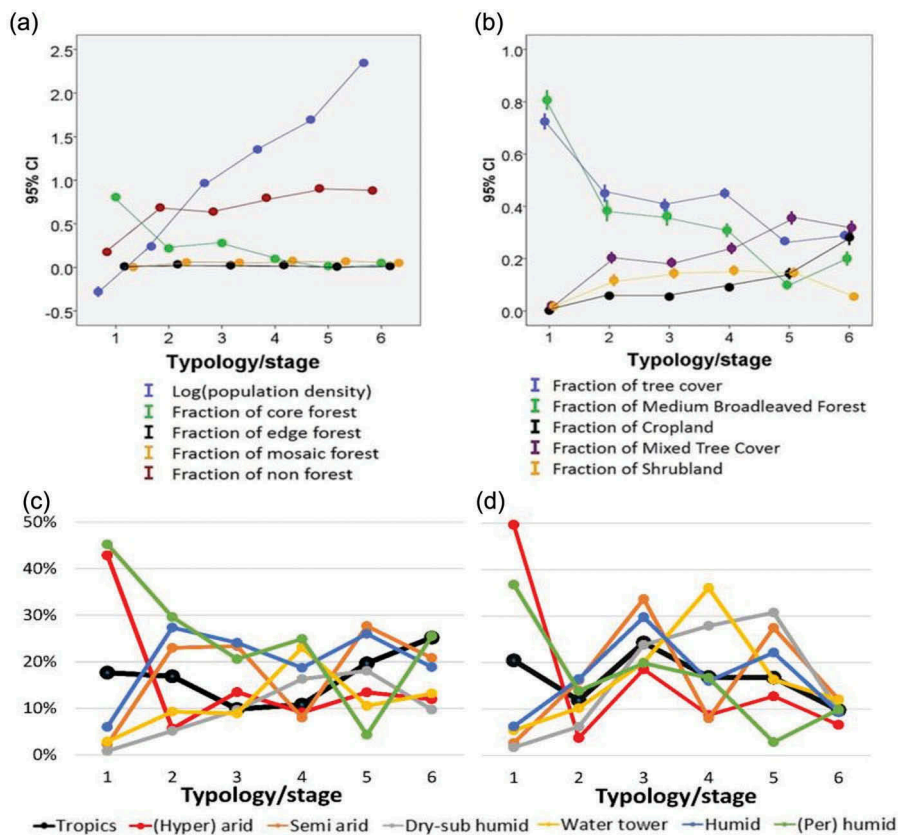 (a)
(b)
2.5
2.0
1.5
1.0
0.5
0.0
-0.5
95% CI
1 2 3 4 5 6
Typology/stage
Log(population density)
Fraction of core forest
Fraction of edge forest
Fraction of mosaic forest
Fraction of non forest
1.0
0.8
0.6
0.4
0.2
0.0
95% CI
1 2 3 4 5 6
Typology/stage
Fraction of tree cover
Fraction of Medium Broadleaved Forest
Fraction of Cropland
Fraction of Mixed Tree Cover
Fraction of Shrubland
(c)
(d)
50%
40%
30%
20%
10%
0%
1 2 3 4 5 6
Typology/stage
1 2 3 4 5 6
Typology/stage
Tropics (Hyper) arid Semi arid Dry-sub humid Water tower Humid (Per) humid